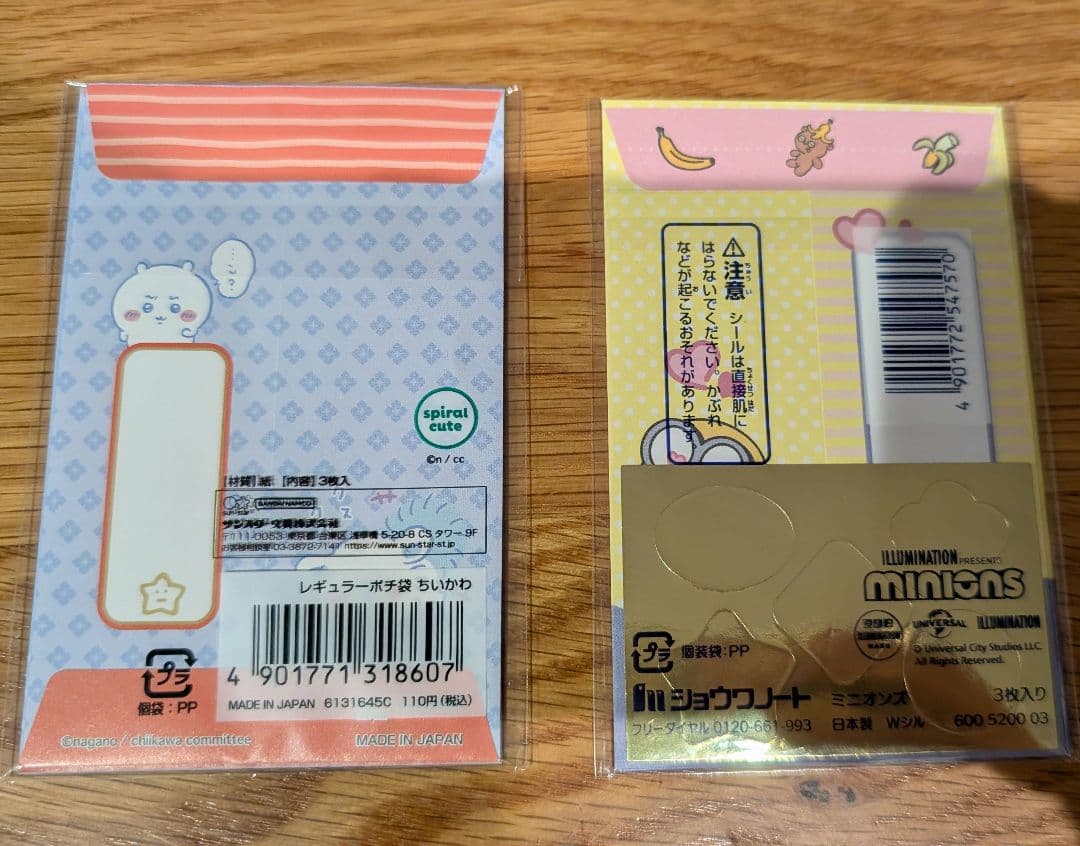 ……?
spiral
cute
©n / cc
【材質】紙 【内容】3枚入
BANDAI NAMCO
サンスター文具株式会社
〒111-0053 東京都 台東区 浅草橋 5-20-8 CS タワー 9F
お客様相談室 03-3872-7141 https://www.sun-star-st.jp
レギュラーポチ袋 ちいかわ
4 901771 318607
MADE IN JAPAN 6131645C 110円(税込)
プラ
個袋:PP
©nagano / chiikawa committee
MADE IN JAPAN
注意 シールは直接肌に
はらないでください。かぶれ
などが起こるおそれがあります。
4 901772 547570
ILLUMINATION PRESENTS
minions
UNIVERSAL ILLUMINATION
© Universal City Studios LLC.
All Rights Reserved.
プラ
個装袋:PP
ショウワノート ミニオンズ 3枚入り
フリーダイヤル 0120-661-993 日本製 Wシル 600 5200 03